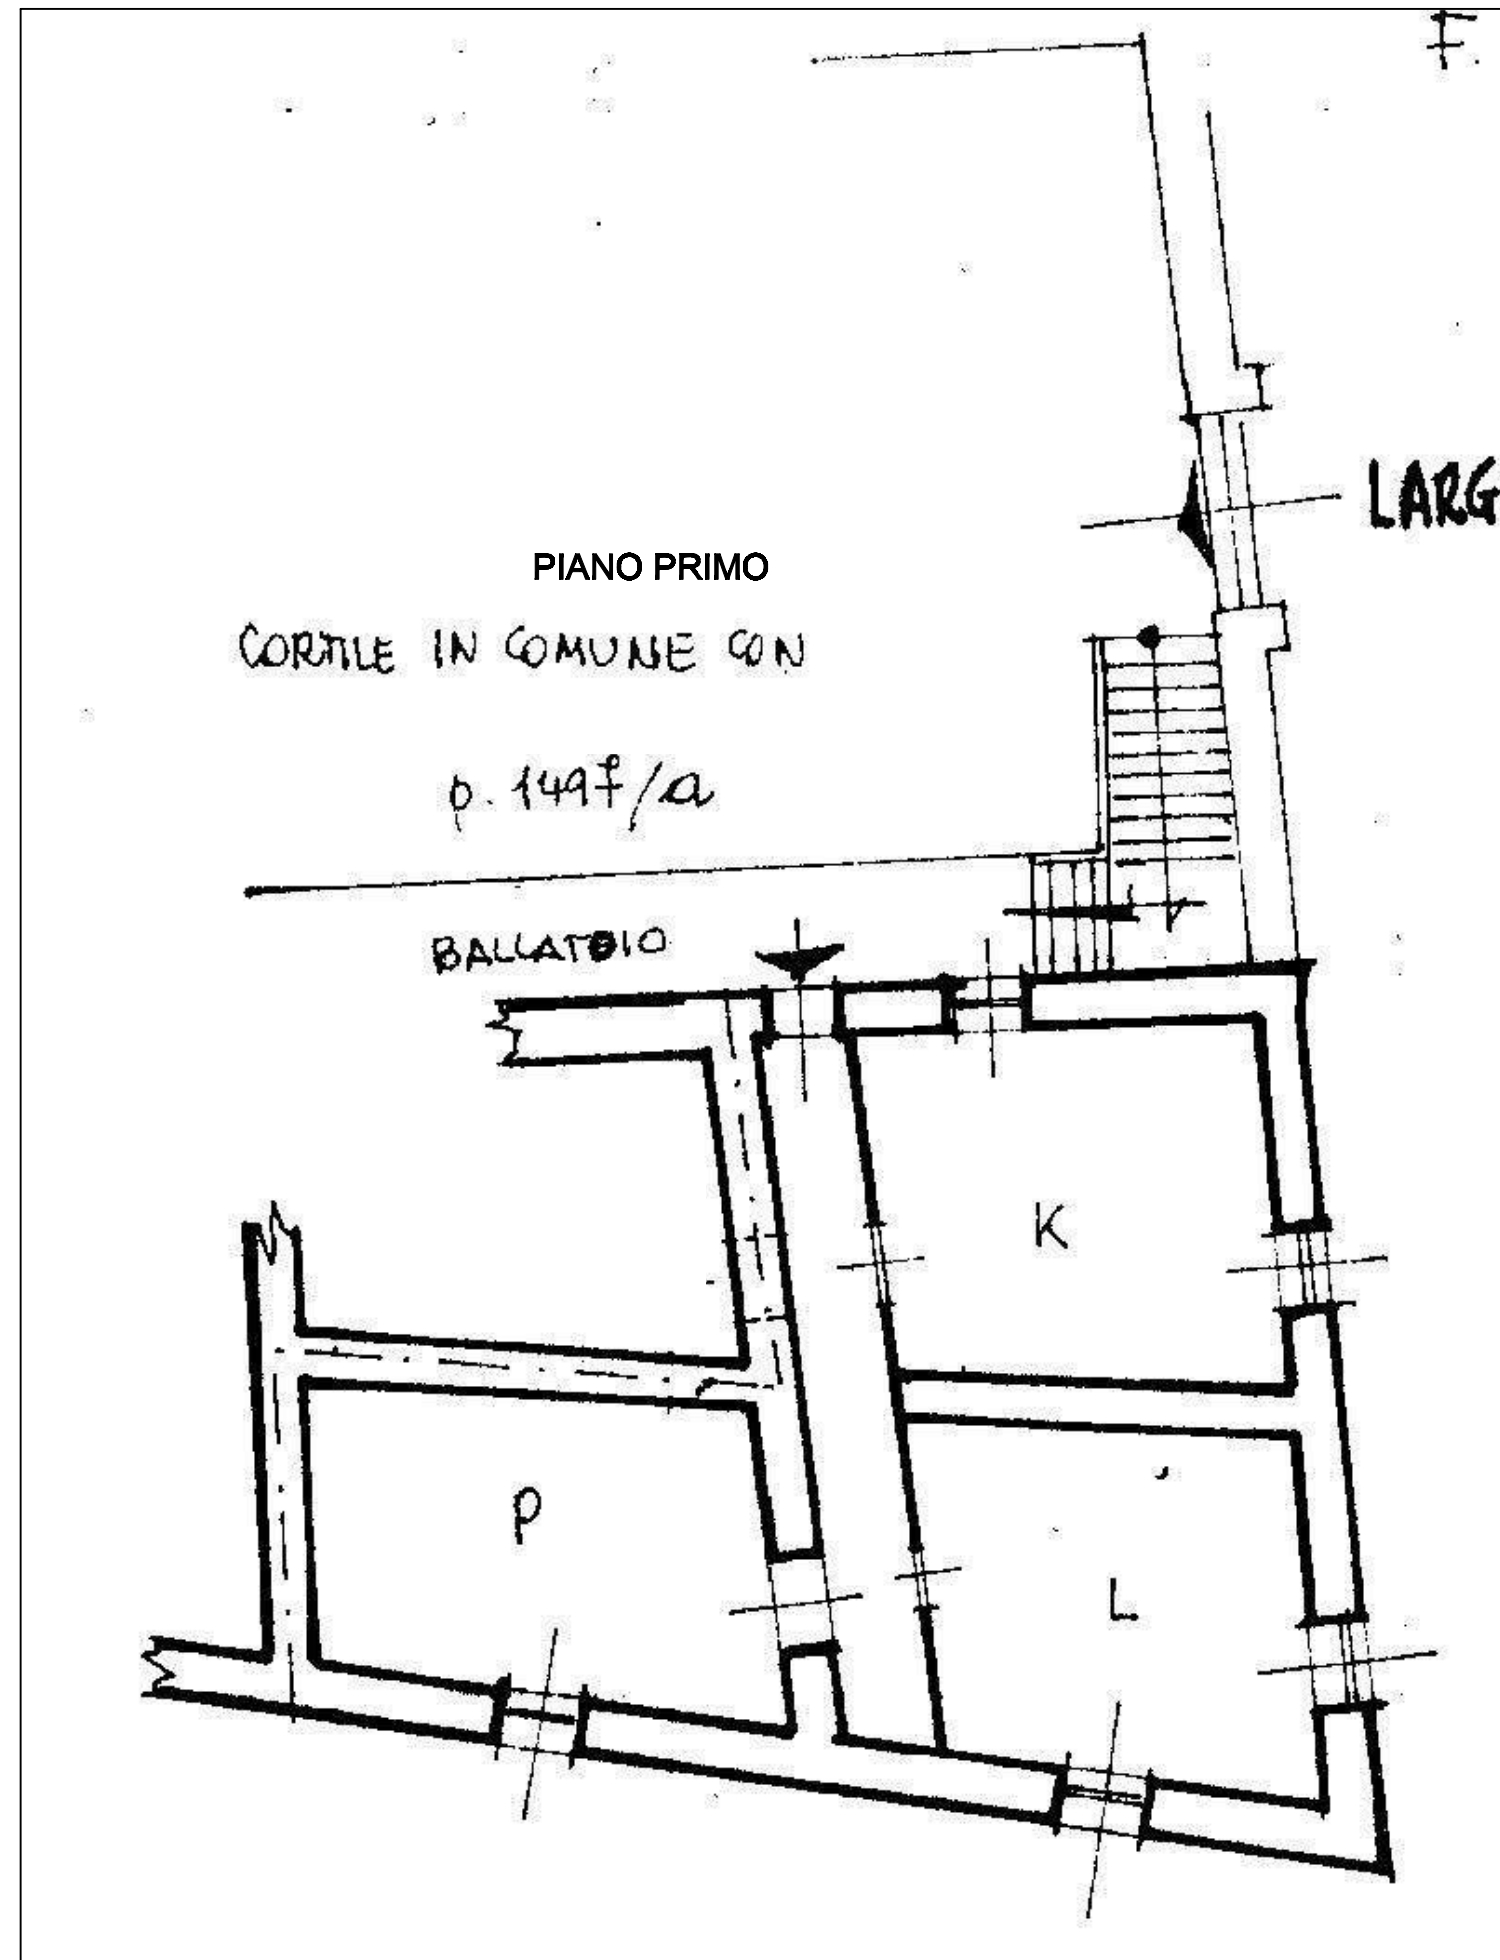 LARG
PIANO PRIMO
CORTILE IN COMUNE CON
p. 1497/a
BALLATOIO
K
P
L